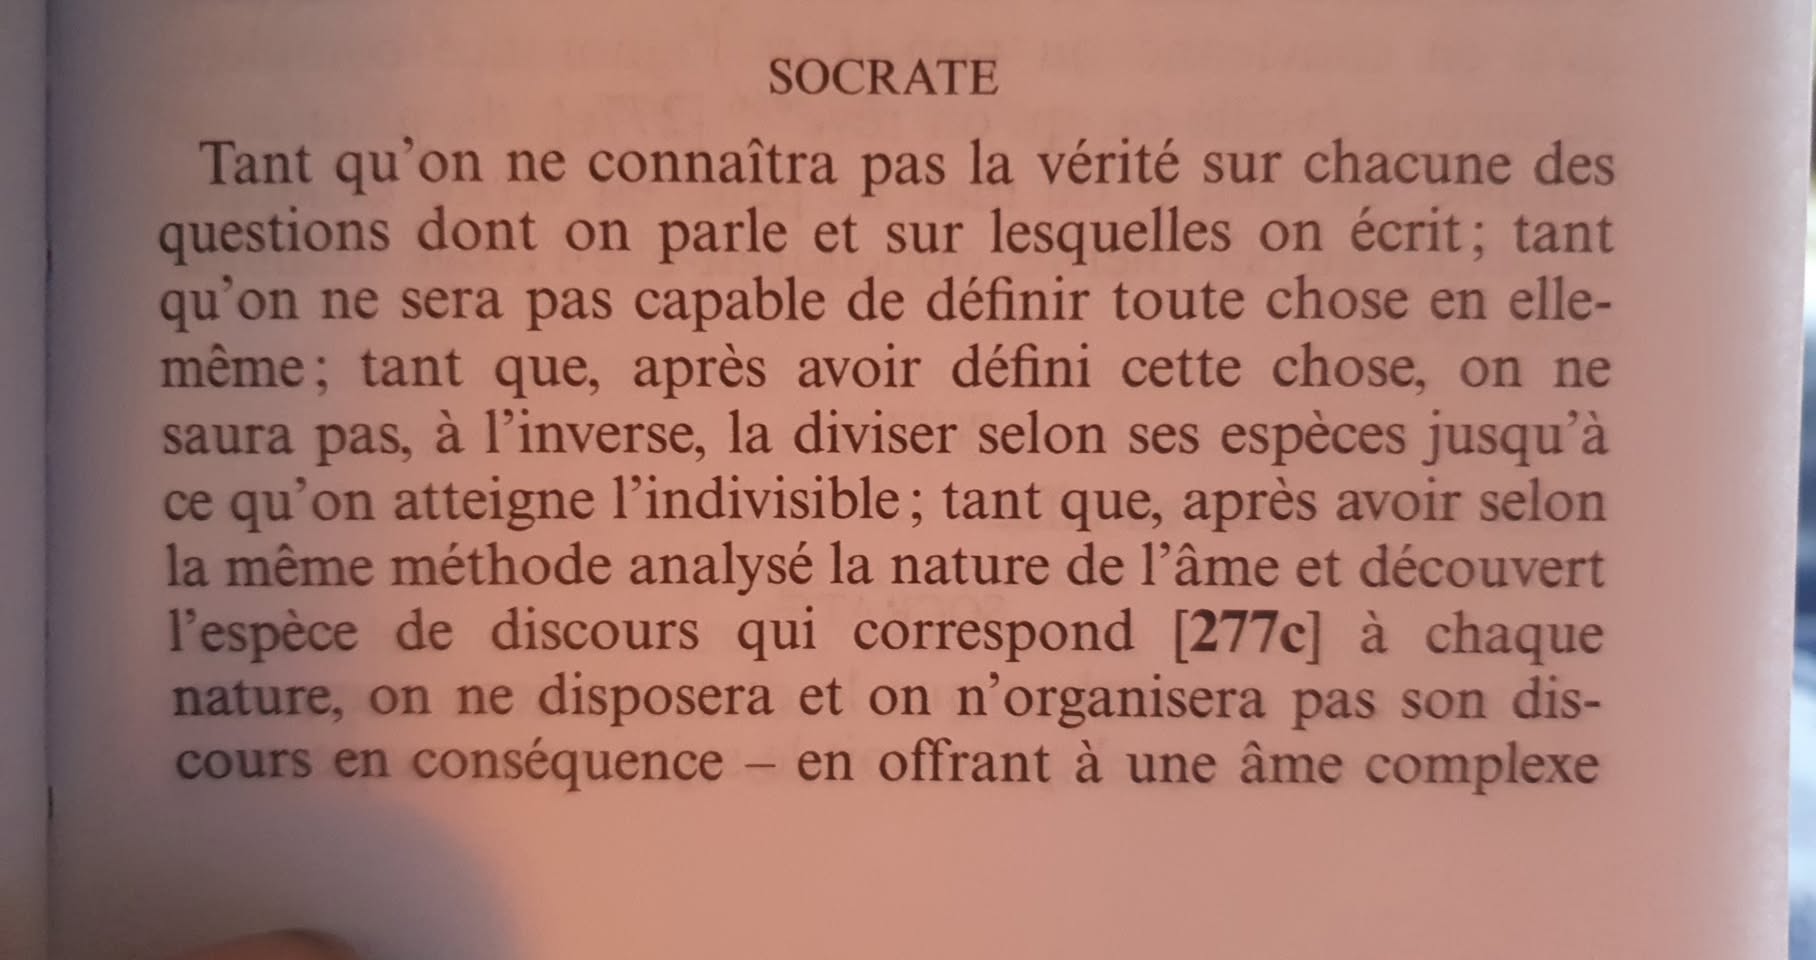 SOCRATE
Tant qu’on ne connaîtra pas la vérité sur chacune des
questions dont on parle et sur lesquelles on écrit ; tant
qu’on ne sera pas capable de définir toute chose en elle-
même ; tant que, après avoir défini cette chose, on ne
saura pas, à l’inverse, la diviser selon ses espèces jusqu’à
ce qu’on atteigne l’indivisible ; tant que, après avoir selon
la même méthode analysé la nature de l’âme et découvert
l’espèce de discours qui correspond [277c] à chaque
nature, on ne disposera et on n’organisera pas son dis-
cours en conséquence – en offrant à une âme complexe